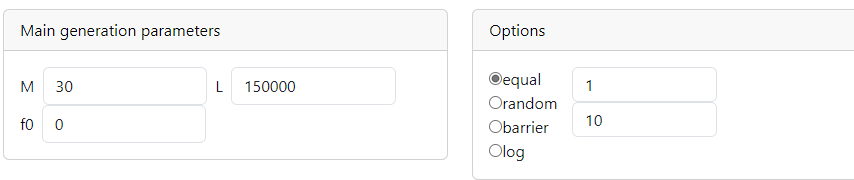 Main generation parameters
M 30 L 150000
f0 0
Options
equal 1
random
barrier 10
log